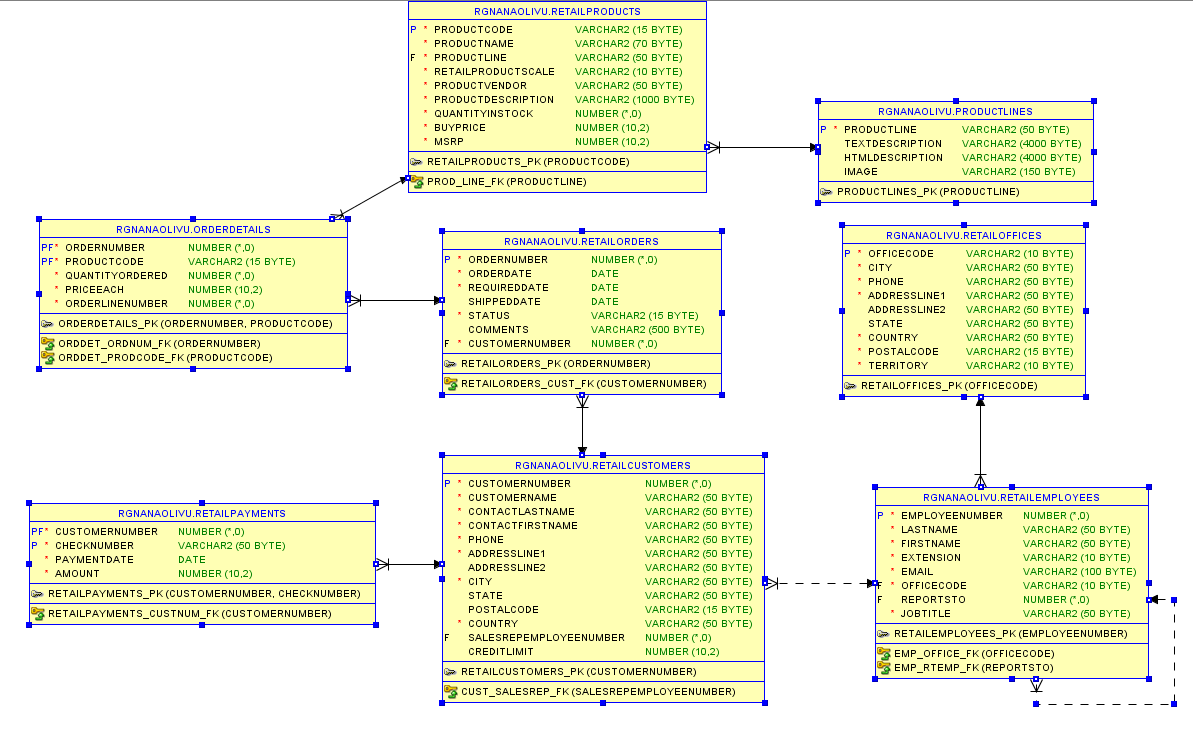 RGNANAOLIVU.RETAILPRODUCTS
P * PRODUCTCODE VARCHAR2 (15 BYTE)
* PRODUCTNAME VARCHAR2 (70 BYTE)
F * PRODUCTLINE VARCHAR2 (50 BYTE)
* RETAILPRODUCTSCALE VARCHAR2 (10 BYTE)
* PRODUCTVENDOR VARCHAR2 (50 BYTE)
* PRODUCTDESCRIPTION VARCHAR2 (1000 BYTE)
* QUANTITYINSTOCK NUMBER (*,0)
* BUYPRICE NUMBER (10,2)
* MSRP NUMBER (10,2)
RETAILPRODUCTS_PK (PRODUCTCODE)
PROD_LINE_FK (PRODUCTLINE)
RGNANAOLIVU.PRODUCTLINES
P * PRODUCTLINE VARCHAR2 (50 BYTE)
TEXTDESCRIPTION VARCHAR2 (4000 BYTE)
HTMLDESCRIPTION VARCHAR2 (4000 BYTE)
IMAGE VARCHAR2 (150 BYTE)
PRODUCTLINES_PK (PRODUCTLINE)
RGNANAOLIVU.ORDERDETAILS
PF* ORDERNUMBER NUMBER (*,0)
PF* PRODUCTCODE VARCHAR2 (15 BYTE)
* QUANTITYORDERED NUMBER (*,0)
* PRICEEACH NUMBER (10,2)
* ORDERLINENUMBER NUMBER (*,0)
ORDERDETAILS_PK (ORDERNUMBER, PRODUCTCODE)
ORDDET_ORDNUM_FK (ORDERNUMBER)
ORDDET_PRODCODE_FK (PRODUCTCODE)
RGNANAOLIVU.RETAILORDERS
P * ORDERNUMBER NUMBER (*,0)
* ORDERDATE DATE
* REQUIREDDATE DATE
SHIPPEDDATE DATE
* STATUS VARCHAR2 (15 BYTE)
COMMENTS VARCHAR2 (500 BYTE)
F * CUSTOMERNUMBER NUMBER (*,0)
RETAILORDERS_PK (ORDERNUMBER)
RETAILORDERS_CUST_FK (CUSTOMERNUMBER)
RGNANAOLIVU.RETAILOFFICES
P * OFFICECODE VARCHAR2 (10 BYTE)
* CITY VARCHAR2 (50 BYTE)
* PHONE VARCHAR2 (50 BYTE)
* ADDRESSLINE1 VARCHAR2 (50 BYTE)
ADDRESSLINE2 VARCHAR2 (50 BYTE)
STATE VARCHAR2 (50 BYTE)
* COUNTRY VARCHAR2 (50 BYTE)
* POSTALCODE VARCHAR2 (15 BYTE)
* TERRITORY VARCHAR2 (10 BYTE)
RETAILOFFICES_PK (OFFICECODE)
RGNANAOLIVU.RETAILPAYMENTS
PF* CUSTOMERNUMBER NUMBER (*,0)
P * CHECKNUMBER VARCHAR2 (50 BYTE)
* PAYMENTDATE DATE
* AMOUNT NUMBER (10,2)
RETAILPAYMENTS_PK (CUSTOMERNUMBER, CHECKNUMBER)
RETAILPAYMENTS_CUSTNUM_FK (CUSTOMERNUMBER)
RGNANAOLIVU.RETAILCUSTOMERS
P * CUSTOMERNUMBER NUMBER (*,0)
* CUSTOMERNAME VARCHAR2 (50 BYTE)
* CONTACTLASTNAME VARCHAR2 (50 BYTE)
* CONTACTFIRSTNAME VARCHAR2 (50 BYTE)
* PHONE VARCHAR2 (50 BYTE)
* ADDRESSLINE1 VARCHAR2 (50 BYTE)
ADDRESSLINE2 VARCHAR2 (50 BYTE)
* CITY VARCHAR2 (50 BYTE)
STATE VARCHAR2 (50 BYTE)
POSTALCODE VARCHAR2 (15 BYTE)
* COUNTRY VARCHAR2 (50 BYTE)
F SALESREPEMPLOYEENUMBER NUMBER (*,0)
CREDITLIMIT NUMBER (10,2)
RETAILCUSTOMERS_PK (CUSTOMERNUMBER)
CUST_SALESREP_FK (SALESREPEMPLOYEENUMBER)
RGNANAOLIVU.RETAILEMPLOYEES
P * EMPLOYEENUMBER NUMBER (*,0)
* LASTNAME VARCHAR2 (50 BYTE)
* FIRSTNAME VARCHAR2 (50 BYTE)
* EXTENSION VARCHAR2 (10 BYTE)
* EMAIL VARCHAR2 (100 BYTE)
F * OFFICECODE VARCHAR2 (10 BYTE)
F REPORTSTO NUMBER (*,0)
* JOBTITLE VARCHAR2 (50 BYTE)
RETAILEMPLOYEES_PK (EMPLOYEENUMBER)
EMP_OFFICE_FK (OFFICECODE)
EMP_RTEMP_FK (REPORTSTO)